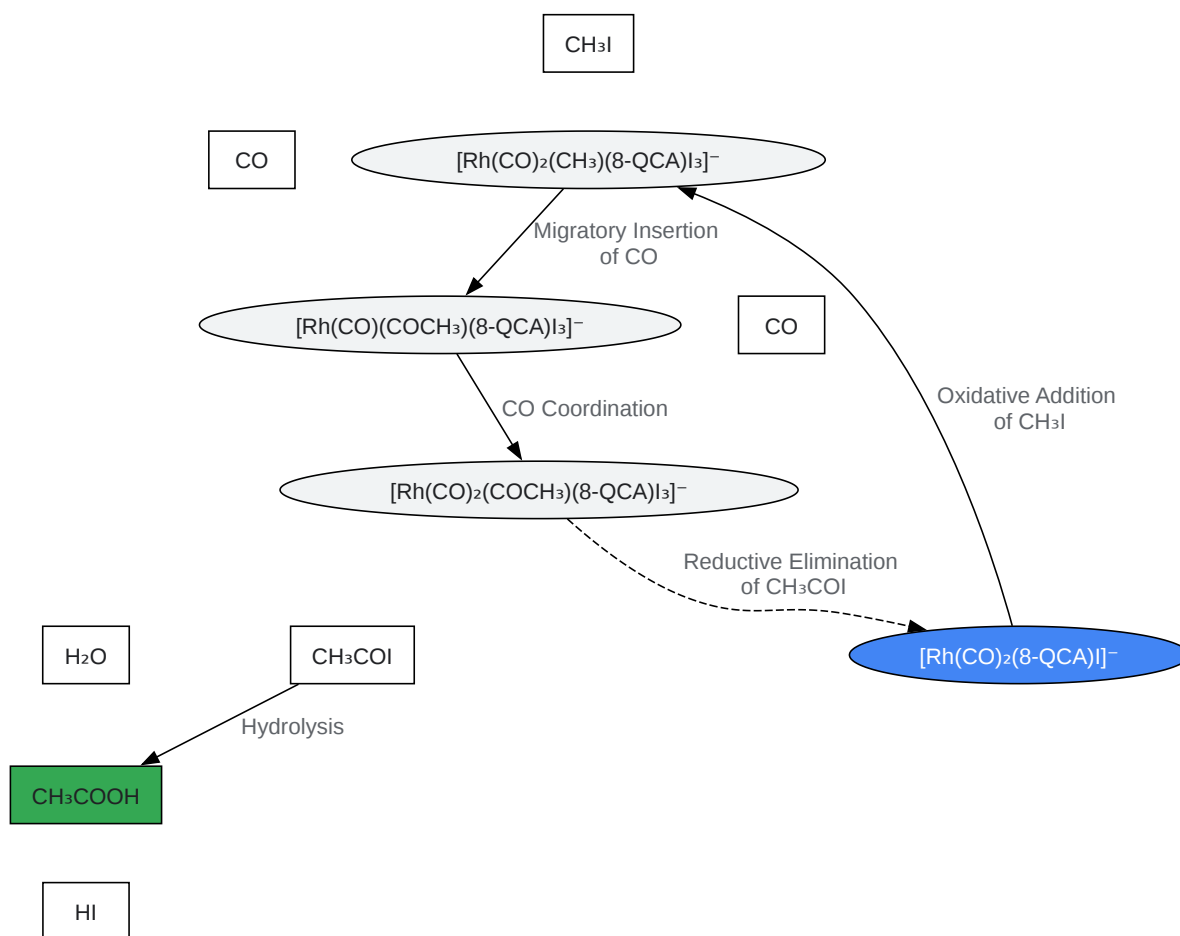 CH₃I
CO
[Rh(CO)₂(CH₃)(8-QCA)I₃]⁻
Migratory Insertion
of CO
[Rh(CO)(COCH₃)(8-QCA)I₃]⁻
CO
Oxidative Addition
of CH₃I
CO Coordination
[Rh(CO)₂(COCH₃)(8-QCA)I₃]⁻
Reductive Elimination
of CH₃COI
H₂O
CH₃COI
[Rh(CO)₂(8-QCA)I]⁻
Hydrolysis
CH₃COOH
HI